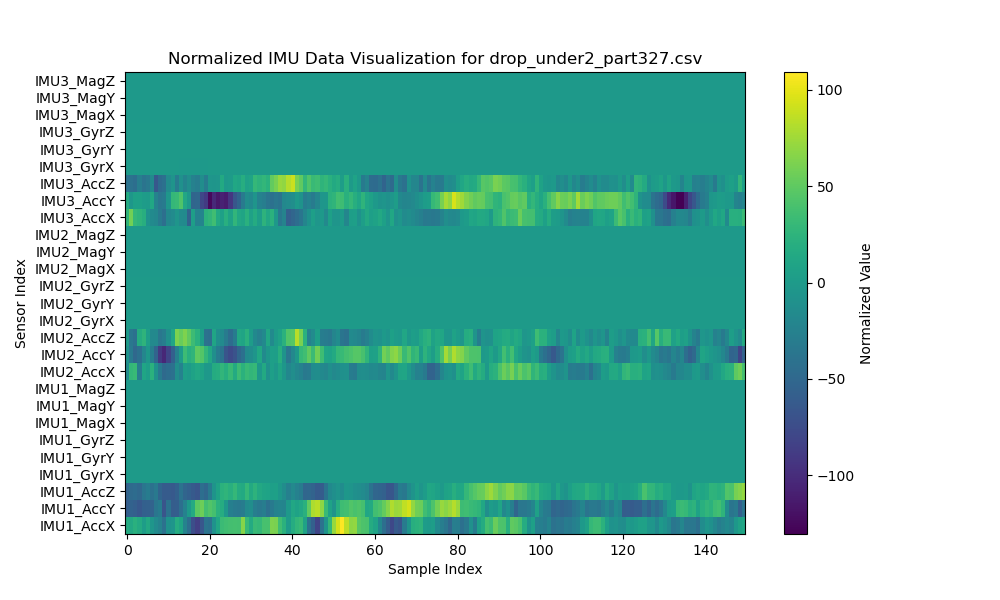 Normalized IMU Data Visualization for drop_under2_part327.csv
IMU3_MagZ
IMU3_MagY
IMU3_MagX
IMU3_GyrZ
IMU3_GyrY
IMU3_GyrX
IMU3_AccZ
IMU3_AccY
IMU3_AccX
IMU2_MagZ
IMU2_MagY
IMU2_MagX
IMU2_GyrZ
IMU2_GyrY
IMU2_GyrX
IMU2_AccZ
IMU2_AccY
IMU2_AccX
IMU1_MagZ
IMU1_MagY
IMU1_MagX
IMU1_GyrZ
IMU1_GyrY
IMU1_GyrX
IMU1_AccZ
IMU1_AccY
IMU1_AccX
Sensor Index
0 20 40 60 80 100 120 140
Sample Index
100
50
0
−50
−100
Normalized Value